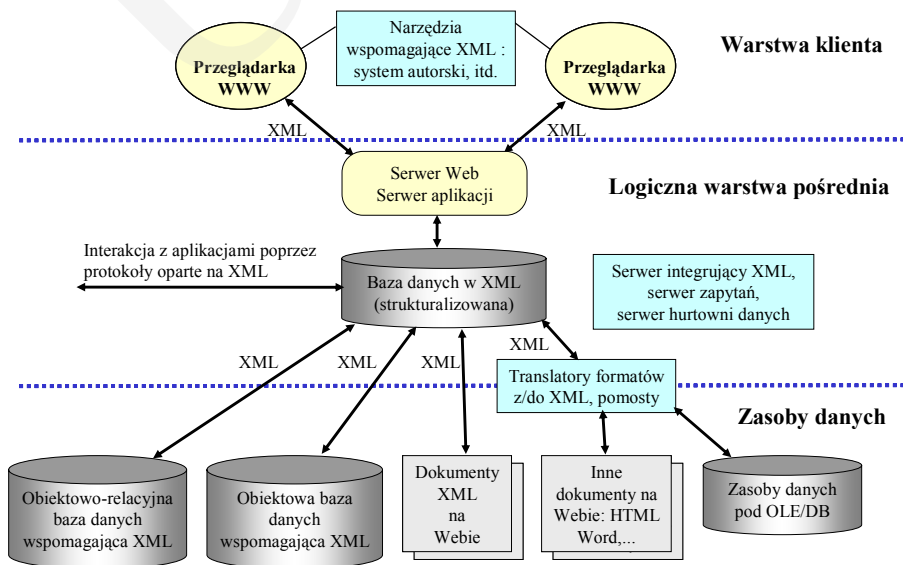 Narzędzia
wspomagające XML :
system autorski, itd.
Warstwa klienta
Przeglądarka
WWW
Przeglądarka
WWW
XML
XML
Serwer Web
Serwer aplikacji
Logiczna warstwa pośrednia
Interakcja z aplikacjami poprzez
protokoły oparte na XML
Baza danych w XML
(strukturalizowana)
Serwer integrujący XML,
serwer zapytań,
serwer hurtowni danych
XML
XML
XML
XML
Translatory formatów
z/do XML, pomosty
Zasoby danych
Obiektowo-relacyjna
baza danych
wspomagająca XML
Obiektowa baza
danych
wspomagająca XML
Dokumenty
XML
na
Webie
Inne
dokumenty na
Webie: HTML
Word,...
Zasoby danych
pod OLE/DB